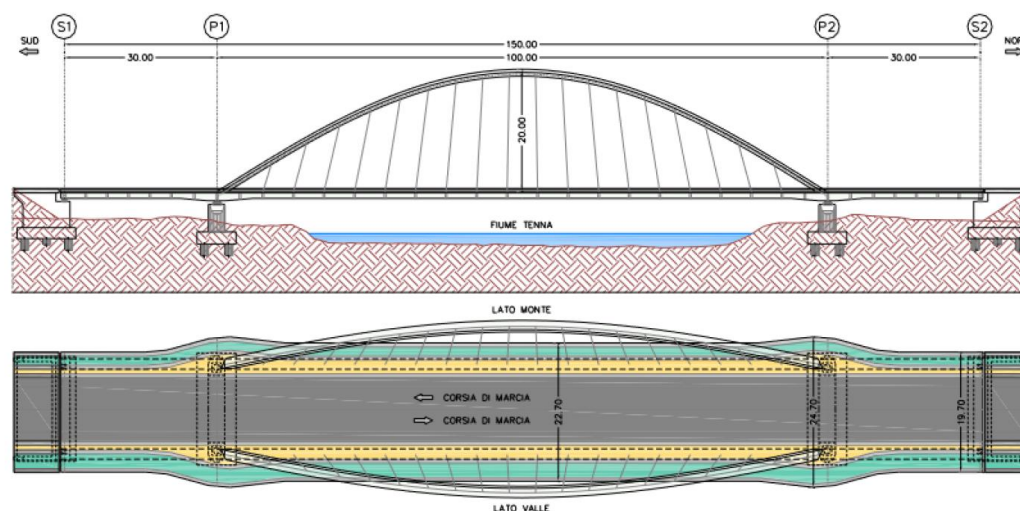 S1 P1 P2 S2
SUD NOR
150.00
30.00 100.00 30.00
20.00
FIUME TENNA
LATO MONTE
CORSIA DI MARCIA
CORSIA DI MARCIA
22.70
24.70
19.70
LATO VALLE